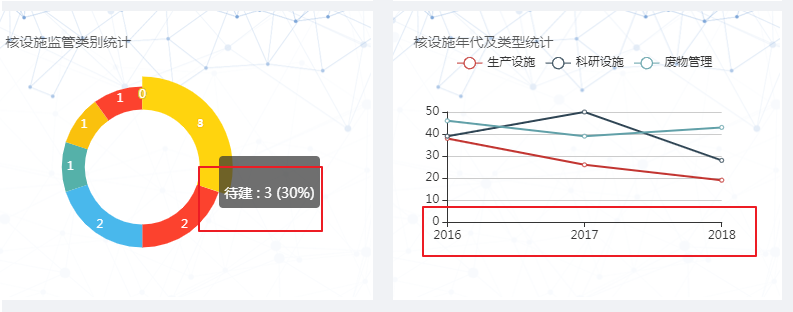 核设施监管类别统计
0
1
3
1
1
待建 : 3 (30%)
2
2
核设施年代及类型统计
生产设施 科研设施 废物管理
50
40
30
20
10
0
2016 2017 2018